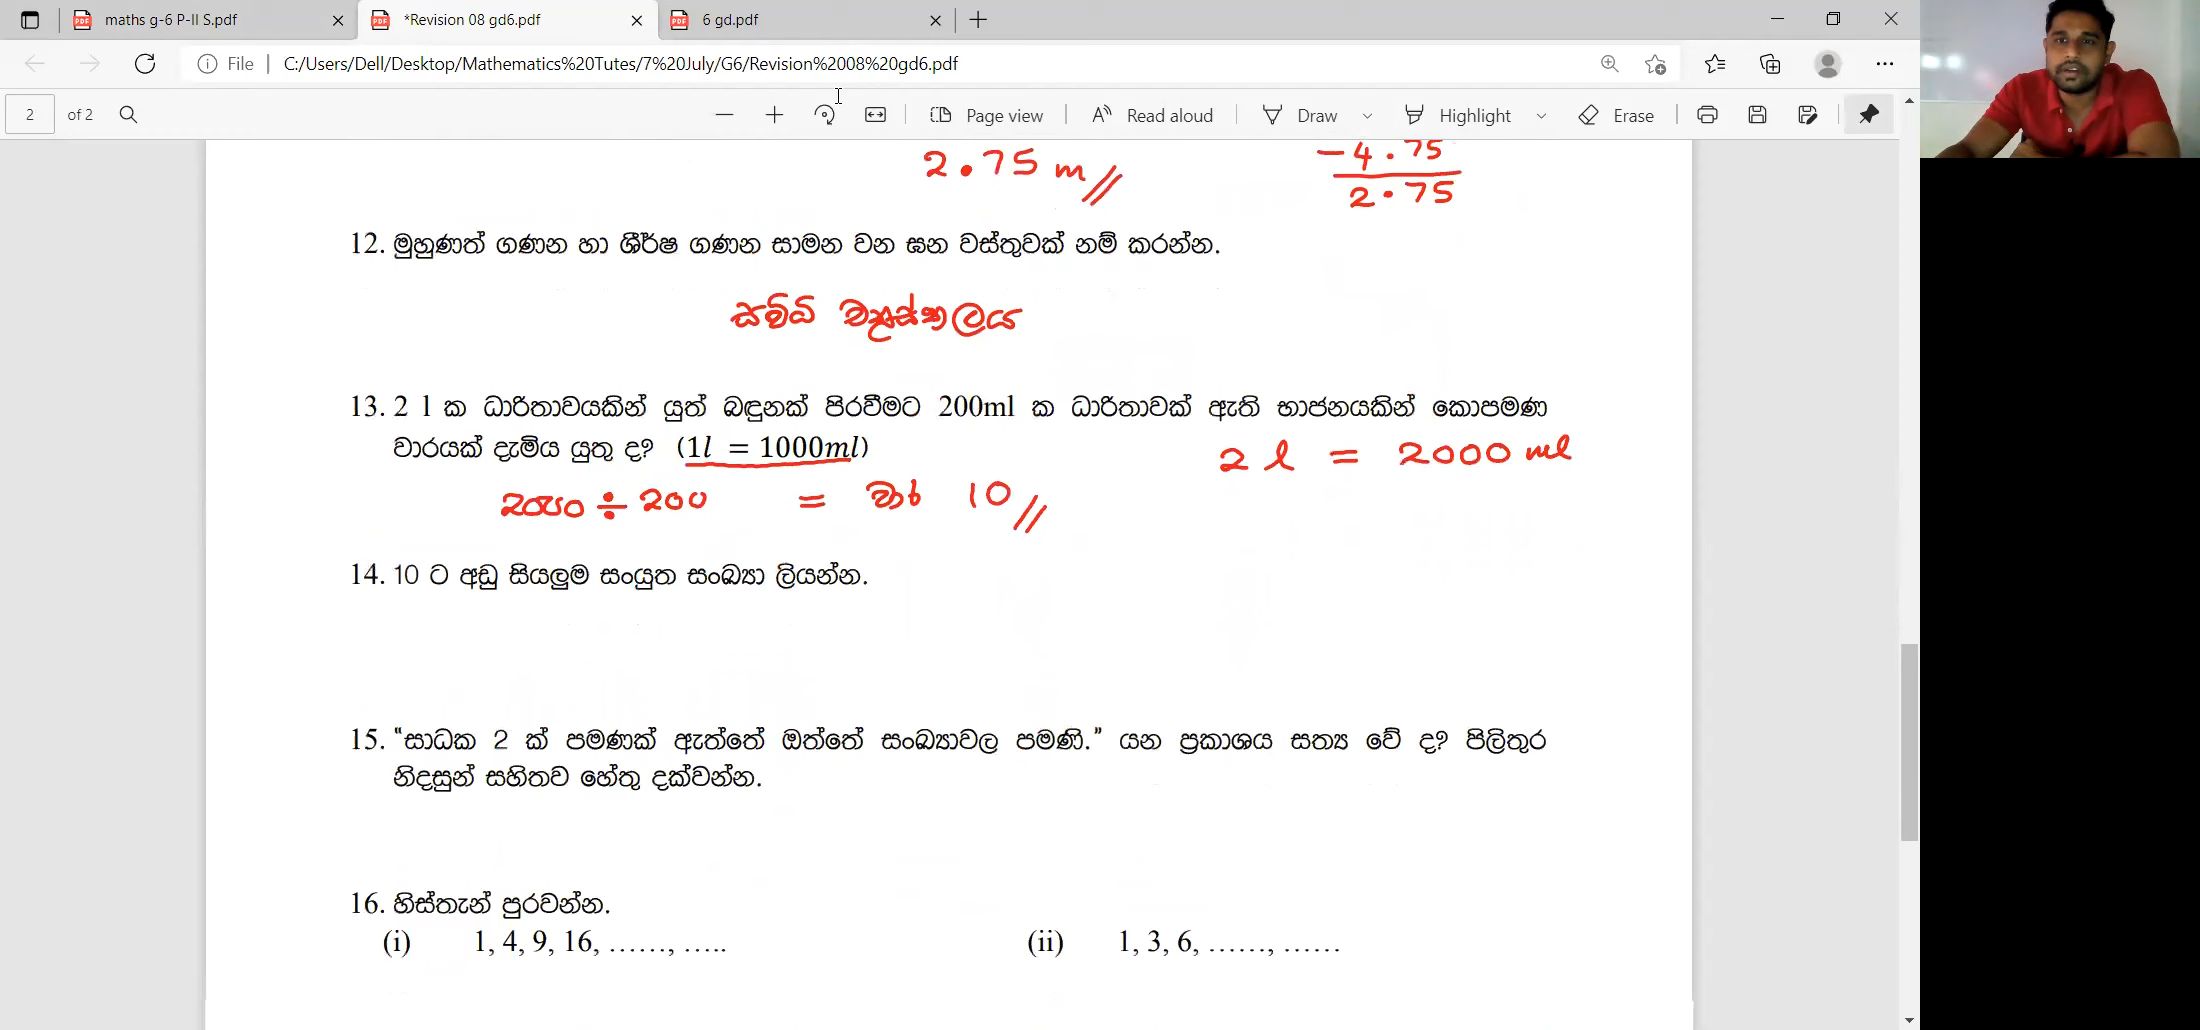 maths g-6 P-II S.pdf
*Revision 08 gd6.pdf
6 gd.pdf
File
C:/Users/Dell/Desktop/Mathematics%20Tutes/7%20July/G6/Revision%2008%20gd6.pdf
2 of 2
Page view
Read aloud
Draw
Highlight
Erase
2.75 m//
-4.75
2.75
12. මුහුණත් ගණන හා ශීර්ෂ ගණන සාමන වන ඝන වස්තුවක් නම් කරන්න.
සවිධි චතුස්තලය
13. 2 l ක ධාරිතාවයකින් යුත් බඳුනක් පිරවීමට 200ml ක ධාරිතාවක් ඇති භාජනයකින් කොපමණ
වාරයක් දැමිය යුතු ද? (1l = 1000ml)
2 l = 2000 ml
2000 ÷ 200 = වාර 10//
14. 10 ට අඩු සියලුම සංයුත සංඛ්‍යා ලියන්න.
15. “සාධක 2 ක් පමණක් ඇත්තේ ඔත්තේ සංඛ්‍යාවල පමණි.” යන ප්‍රකාශය සත්‍ය වේ ද? පිලිතුර
නිදසුන් සහිතව හේතු දක්වන්න.
16. හිස්තැන් පුරවන්න.
(i) 1, 4, 9, 16, ......, .....
(ii) 1, 3, 6, ......, ......